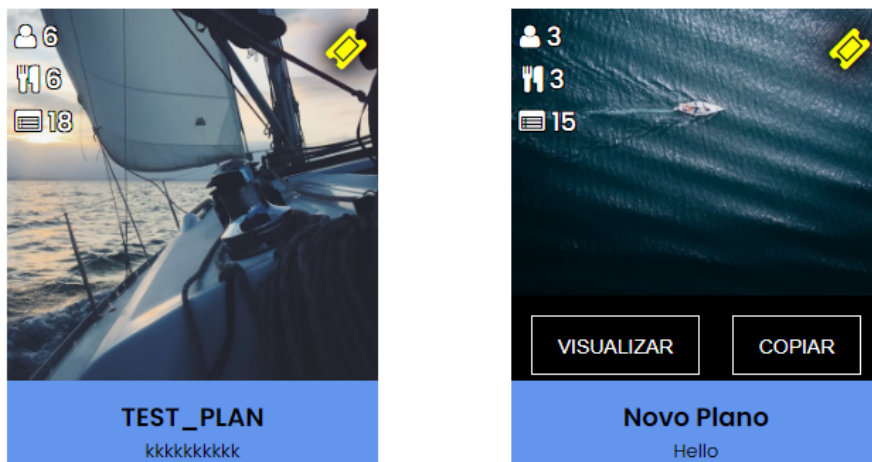 6
6
18
TEST_PLAN
kkkkkkkkkk
3
3
15
VISUALIZAR
COPIAR
Novo Plano
Hello